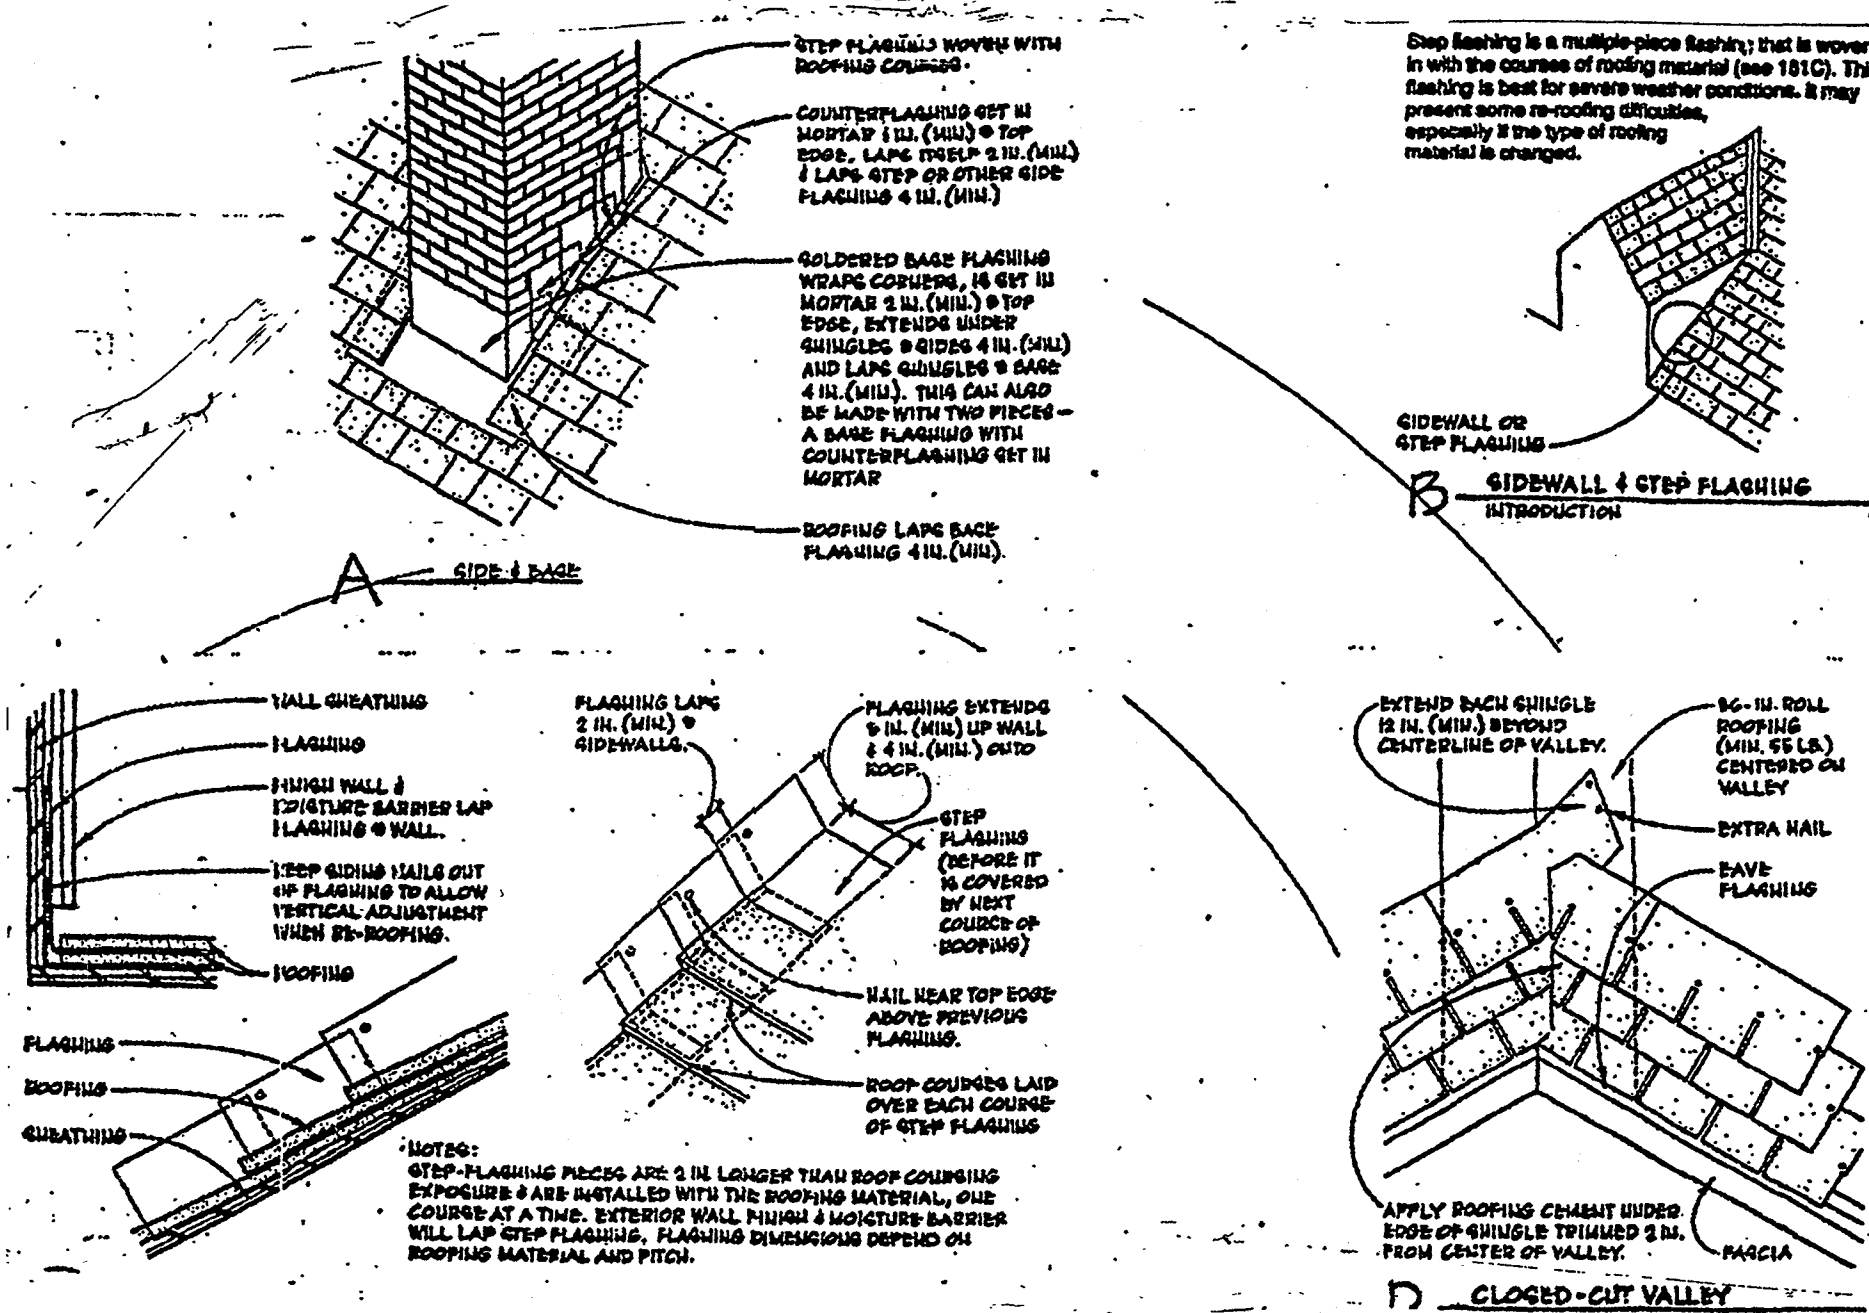 STEP FLASHING WOVEN WITH
ROOFING COURSES.
COUNTERFLASHING SET IN
MORTAR 1 IN. (MIN.) @ TOP
EDGE, LAPS ITSELF 2 IN. (MIN.)
& LAPS STEP OR OTHER SIDE
FLASHING 4 IN. (MIN.)
SOLDERED BASE FLASHING
WRAPS CORNERS, IS SET IN
MORTAR 2 IN. (MIN.) @ TOP
EDGE, EXTENDS UNDER
SHINGLES @ SIDES 4 IN. (MIN.)
AND LAPS SHINGLES @ BASE
4 IN. (MIN.). THIS CAN ALSO
BE MADE WITH TWO PIECES —
A BASE FLASHING WITH
COUNTERFLASHING SET IN
MORTAR
ROOFING LAPS BASE
FLASHING 4 IN. (MIN).
A SIDE & BASE
Step flashing is a multiple-piece flashing that is woven
in with the courses of roofing material (see 181C). This
flashing is best for severe weather conditions. It may
present some re-roofing difficulties,
especially if the type of roofing
material is changed.
SIDEWALL OR
STEP FLASHING
B SIDEWALL & STEP FLASHING
INTRODUCTION
WALL SHEATHING
FLASHING
FINISH WALL &
MOISTURE BARRIER LAP
FLASHING @ WALL.
KEEP SIDING NAILS OUT
OF FLASHING TO ALLOW
VERTICAL ADJUSTMENT
WHEN RE-ROOFING.
ROOFING
FLASHING
ROOFING
SHEATHING
FLASHING LAPS
2 IN. (MIN.) @
SIDEWALLS.
FLASHING EXTENDS
IN. (MIN) UP WALL
& 4 IN. (MIN.) ONTO
ROOF.
STEP
FLASHING
(BEFORE IT
IS COVERED
BY NEXT
COURSE OF
ROOFING)
NAIL NEAR TOP EDGE
ABOVE PREVIOUS
FLASHING.
ROOF COURSES LAID
OVER EACH COURSE
OF STEP FLASHING
NOTES:
STEP-FLASHING PIECES ARE 2 IN. LONGER THAN ROOF COURSING
EXPOSURE & ARE INSTALLED WITH THE ROOFING MATERIAL, ONE
COURSE AT A TIME. EXTERIOR WALL FINISH & MOISTURE BARRIER
WILL LAP STEP FLASHING. FLASHING DIMENSIONS DEPEND ON
ROOFING MATERIAL AND PITCH.
EXTEND EACH SHINGLE
12 IN. (MIN.) BEYOND
CENTERLINE OF VALLEY.
36-IN. ROLL
ROOFING
(MIN. 55 LB.)
CENTERED ON
VALLEY
EXTRA NAIL
EAVE
FLASHING
APPLY ROOFING CEMENT UNDER
EDGE OF SHINGLE TRIMMED 2 IN.
FROM CENTER OF VALLEY.
FASCIA
D CLOSED-CUT VALLEY